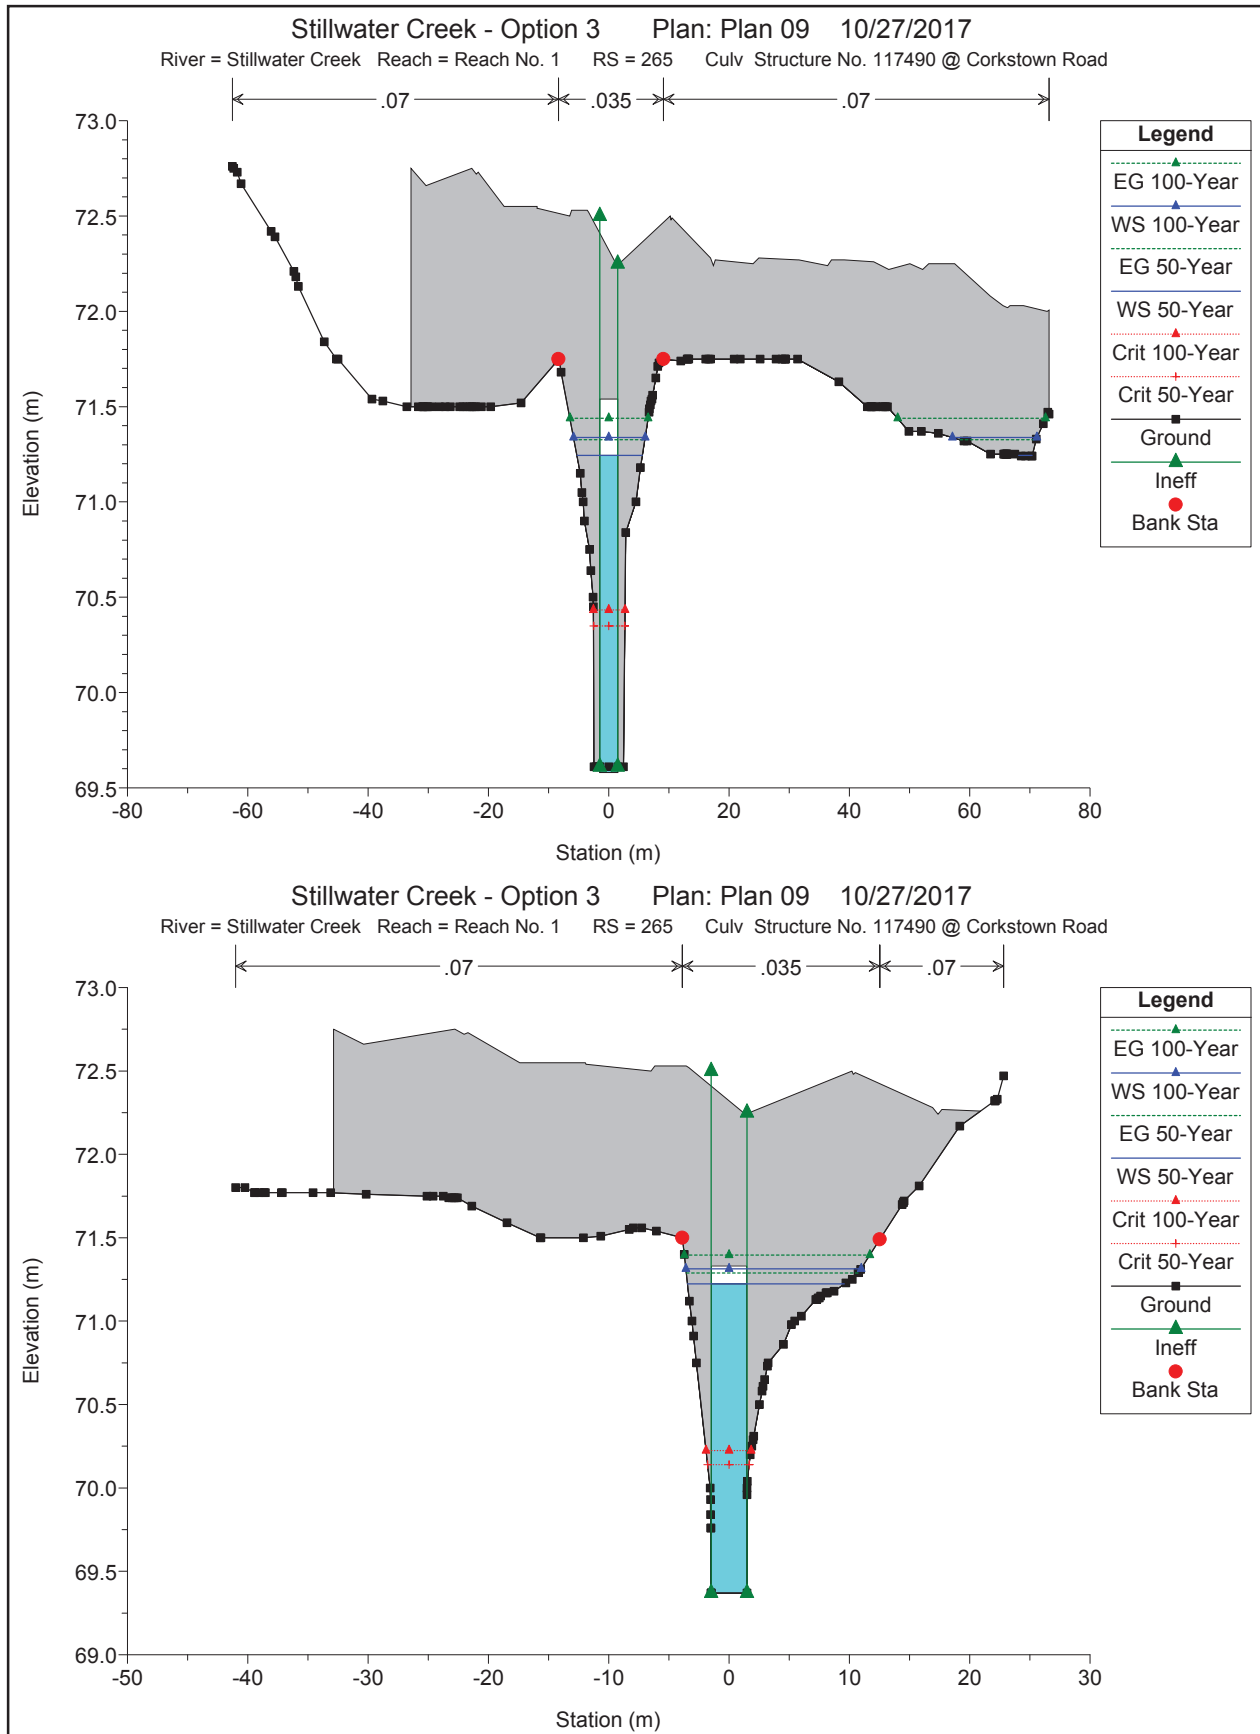 Stillwater Creek - Option 3 Plan: Plan 09 10/27/2017
River = Stillwater Creek Reach = Reach No. 1 RS = 265 Culv Structure No. 117490 @ Corkstown Road
.07 .035 .07
73.0
72.5
72.0
71.5
71.0
70.5
70.0
69.5
Elevation (m)
-80 -60 -40 -20 0 20 40 60 80
Station (m)
Legend
EG 100-Year
WS 100-Year
EG 50-Year
WS 50-Year
Crit 100-Year
Crit 50-Year
Ground
Ineff
Bank Sta
Stillwater Creek - Option 3 Plan: Plan 09 10/27/2017
River = Stillwater Creek Reach = Reach No. 1 RS = 265 Culv Structure No. 117490 @ Corkstown Road
.07 .035 .07
73.0
72.5
72.0
71.5
71.0
70.5
70.0
69.5
69.0
Elevation (m)
-50 -40 -30 -20 -10 0 10 20 30
Station (m)
Legend
EG 100-Year
WS 100-Year
EG 50-Year
WS 50-Year
Crit 100-Year
Crit 50-Year
Ground
Ineff
Bank Sta